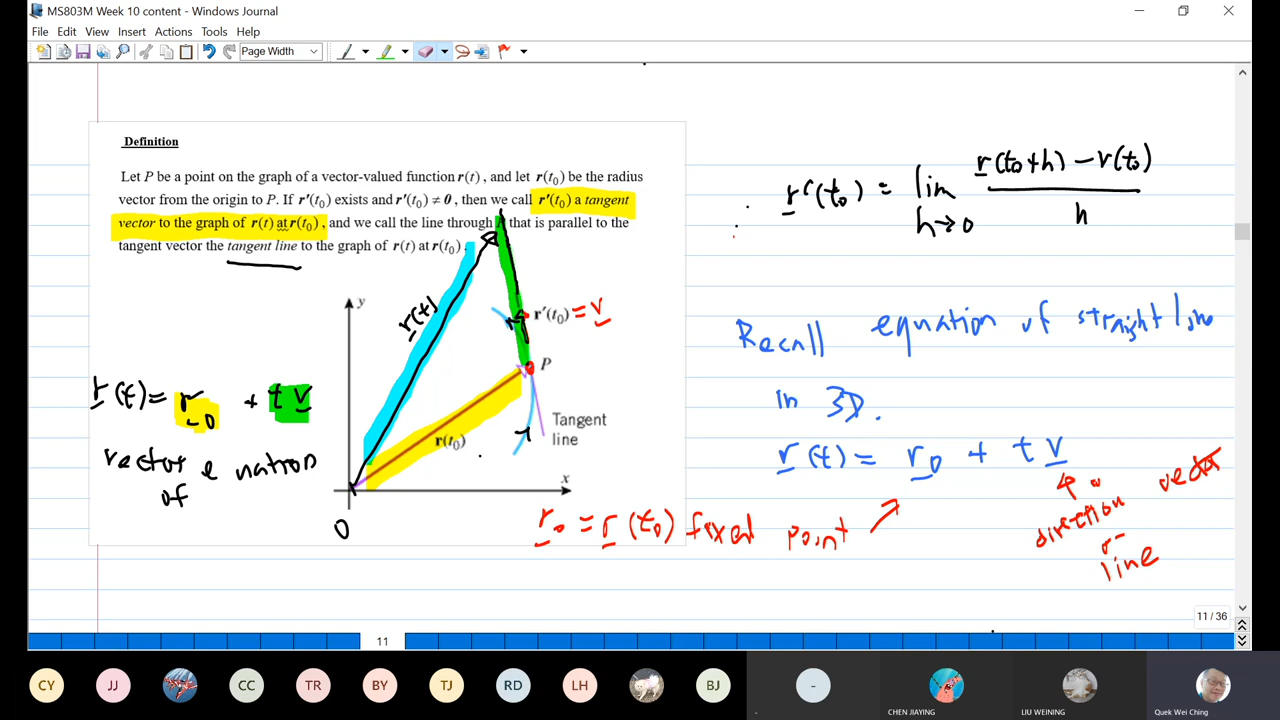 MS803M Week 10 content - Windows Journal
File Edit View Insert Actions Tools Help
Page Width
Definition
Let P be a point on the graph of a vector-valued function r(t), and let r(t₀) be the radius
vector from the origin to P. If r′(t₀) exists and r′(t₀) ≠ 0, then we call r′(t₀) a tangent
vector to the graph of r(t) at r(t₀), and we call the line through that is parallel to the
tangent vector the tangent line to the graph of r(t) at r(t₀).
r'(t₀) = lim h→0 r(t₀+h) - r(t₀) / h
y
r(t)
r′(t₀) = v
P
r(t₀)
Tangent
line
x
O
r(t) = r₀ + t v
vector e nation
of
Recall equation of straight line
in 3D.
r(t) = r₀ + t v
direction vector
line
r₀ = r(t₀) fixed point
11 / 36
11
CY JJ CC TR BY TJ RD LH BJ -
- CHEN JIAYING LIU WEINING Quek Wei Ching